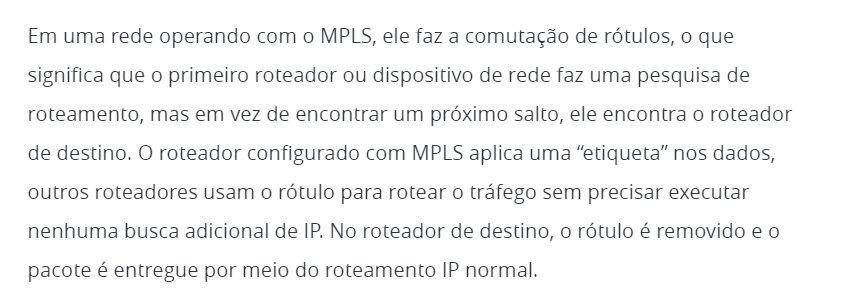 Em uma rede operando com o MPLS, ele faz a comutação de rótulos, o que
significa que o primeiro roteador ou dispositivo de rede faz uma pesquisa de
roteamento, mas em vez de encontrar um próximo salto, ele encontra o roteador
de destino. O roteador configurado com MPLS aplica uma “etiqueta” nos dados,
outros roteadores usam o rótulo para rotear o tráfego sem precisar executar
nenhuma busca adicional de IP. No roteador de destino, o rótulo é removido e o
pacote é entregue por meio do roteamento IP normal.